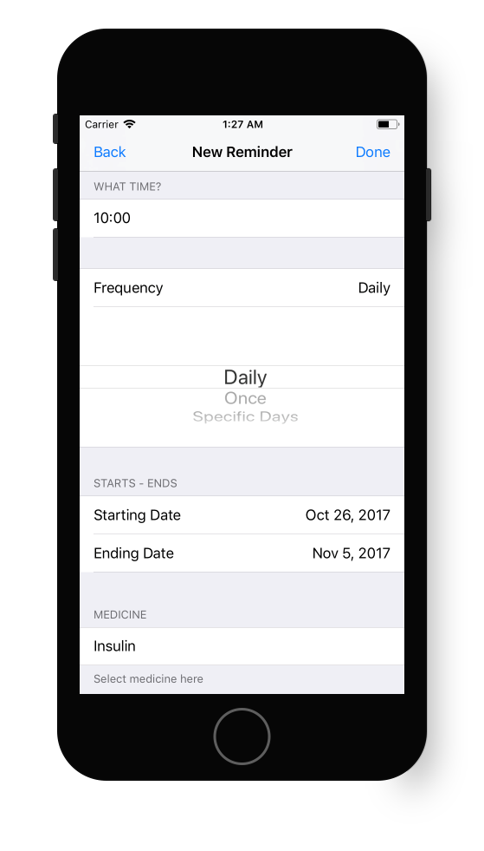 Carrier 1:27 AM
Back New Reminder Done
WHAT TIME?
10:00
Frequency Daily
Daily
Once
Specific Days
STARTS - ENDS
Starting Date Oct 26, 2017
Ending Date Nov 5, 2017
MEDICINE
Insulin
Select medicine here